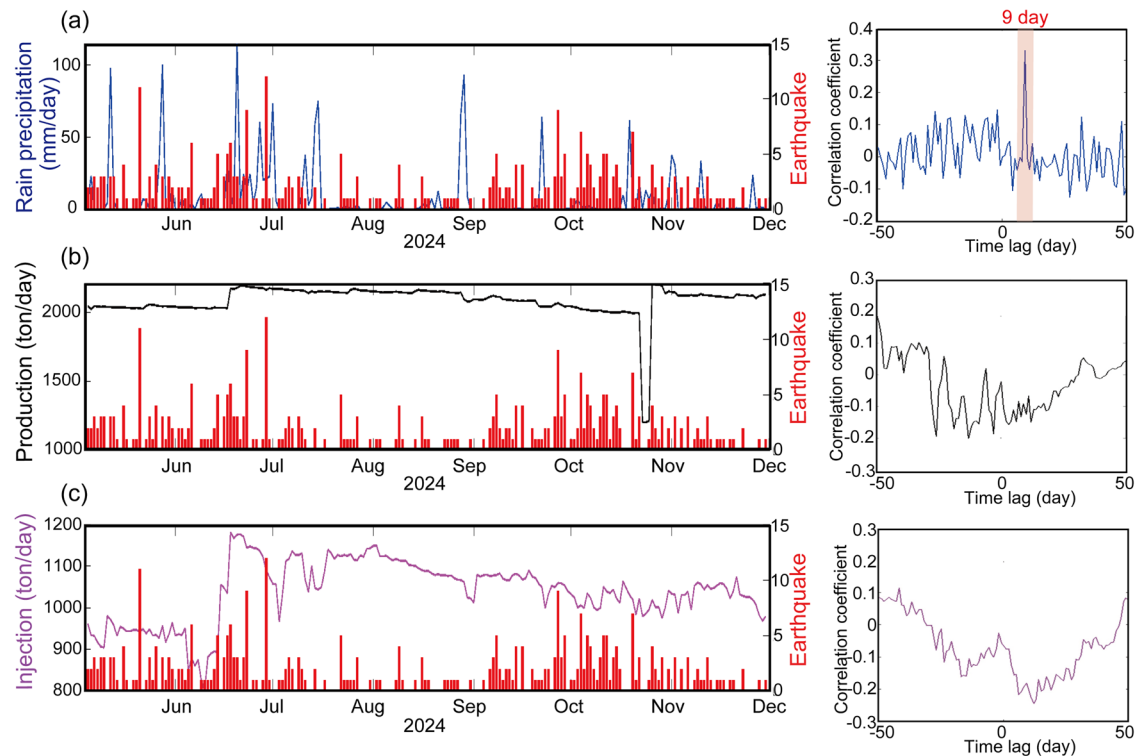 (a)
9 day
Rain precipitation
(mm/day)
100
50
0
15
10
5
0
Earthquake
Jun
Jul
Aug
Sep
Oct
Nov
Dec
2024
Correlation coefficient
0.4
0.3
0.2
0.1
0
-0.1
-0.2
-50
0
50
Time lag (day)
(b)
Production (ton/day)
2000
1500
1000
15
10
5
0
Earthquake
Jun
Jul
Aug
Sep
Oct
Nov
Dec
2024
Correlation coefficient
0.3
0.2
0.1
0
-0.1
-0.2
-0.3
-50
0
50
Time lag (day)
(c)
Injection (ton/day)
1200
1100
1000
900
800
15
10
5
0
Earthquake
Jun
Jul
Aug
Sep
Oct
Nov
Dec
2024
Correlation coefficient
0.3
0.2
0.1
0
-0.1
-0.2
-0.3
-50
0
50
Time lag (day)